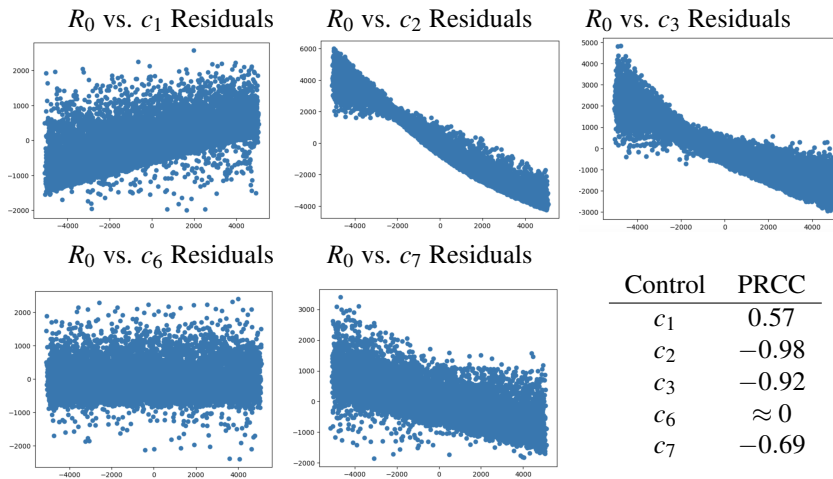 R₀ vs. c₁ Residuals
R₀ vs. c₂ Residuals
R₀ vs. c₃ Residuals
2000
1000
0
−1000
−2000
−4000 −2000 0 2000 4000
6000
4000
2000
0
−2000
−4000
−4000 −2000 0 2000 4000
5000
4000
3000
2000
1000
0
−1000
−2000
−3000
−4000 −2000 0 2000 4000
R₀ vs. c₆ Residuals
R₀ vs. c₇ Residuals
2000
1000
0
−1000
−2000
−4000 −2000 0 2000 4000
3000
2000
1000
0
−1000
−2000
−4000 −2000 0 2000 4000
Control PRCC
c₁ 0.57
c₂ −0.98
c₃ −0.92
c₆ ≈ 0
c₇ −0.69